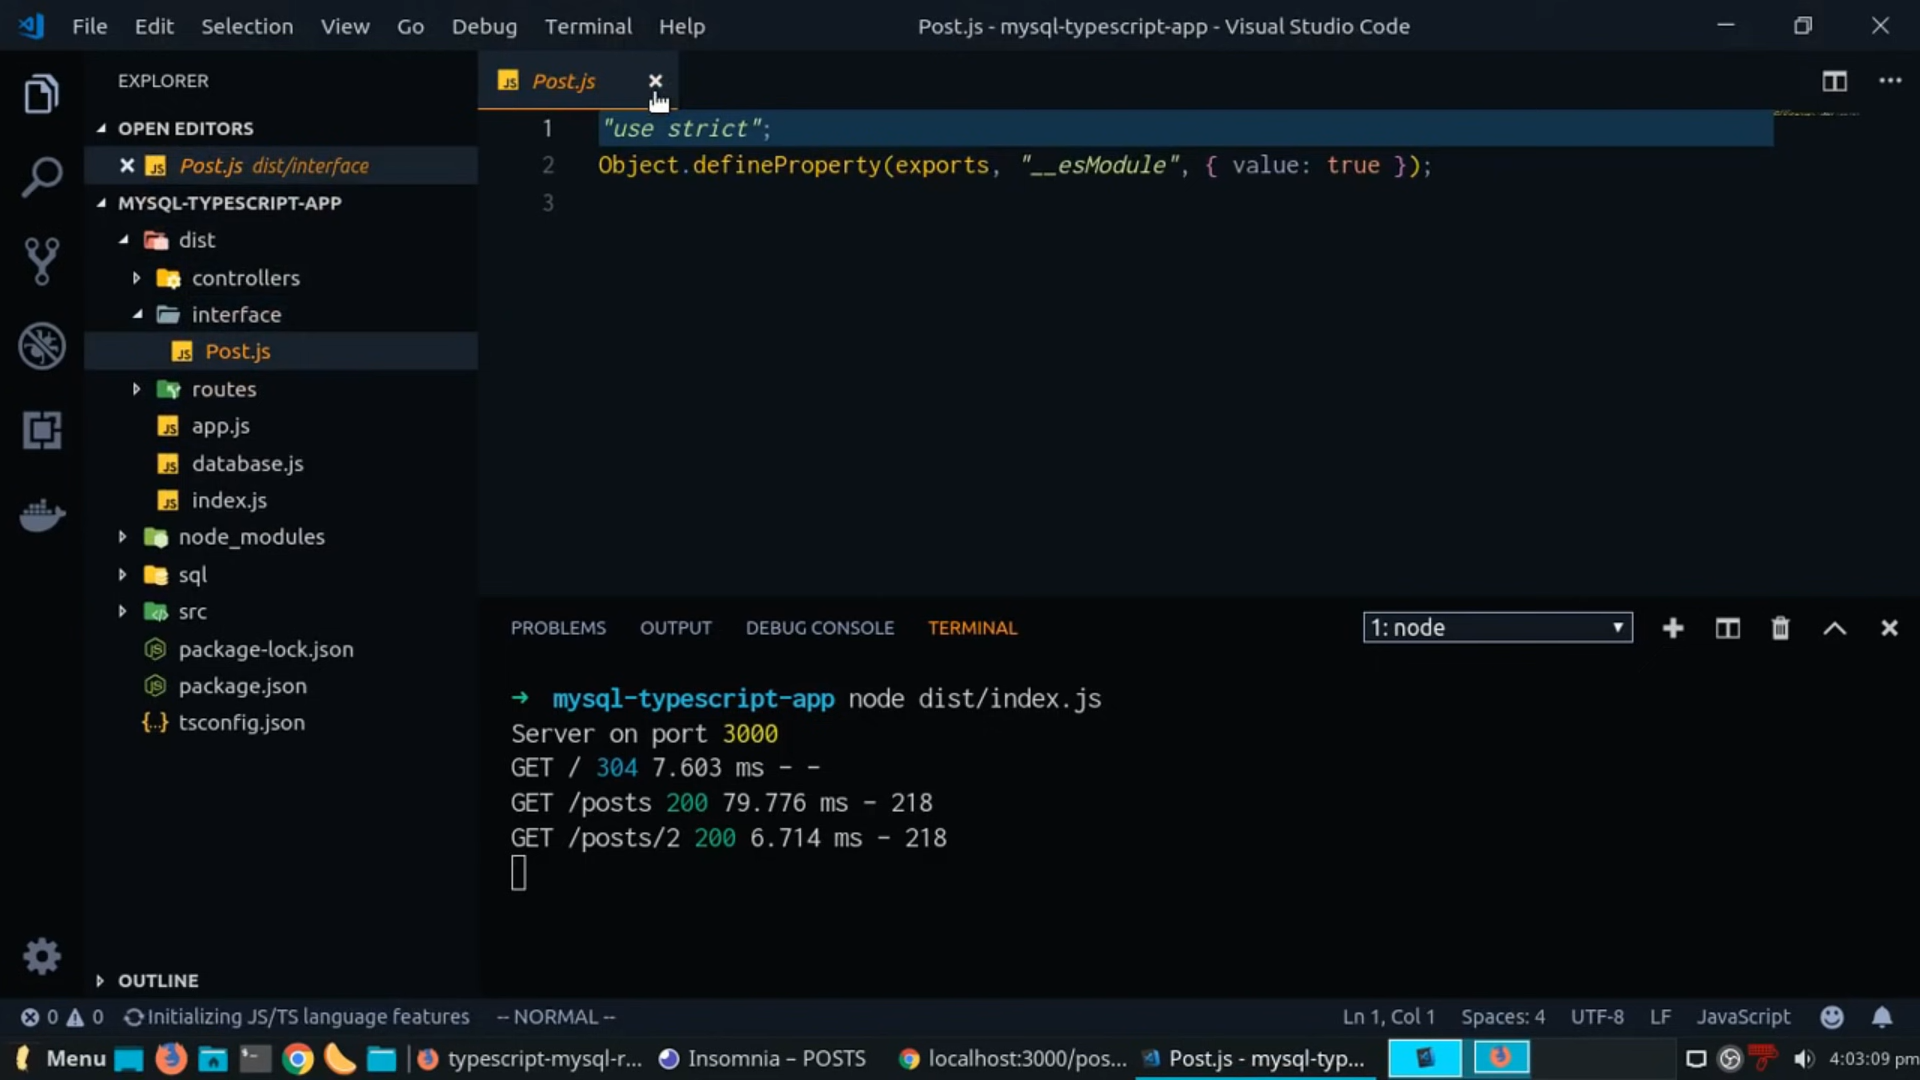 File Edit Selection View Go Debug Terminal Help Post.js - mysql-typescript-app - Visual Studio Code
EXPLORER
OPEN EDITORS
Post.js dist/interface
MYSQL-TYPESCRIPT-APP
dist
controllers
interface
JS Post.js
routes
JS app.js
JS database.js
JS index.js
node_modules
sql
src
package-lock.json
package.json
{..} tsconfig.json
OUTLINE
JS Post.js
1 "use strict";
2 Object.defineProperty(exports, "__esModule", { value: true });
3
PROBLEMS OUTPUT DEBUG CONSOLE TERMINAL 1: node
→ mysql-typescript-app node dist/index.js
Server on port 3000
GET / 304 7.603 ms - -
GET /posts 200 79.776 ms - 218
GET /posts/2 200 6.714 ms - 218
0 0 Initializing JS/TS language features -- NORMAL -- Ln 1, Col 1 Spaces: 4 UTF-8 LF JavaScript
Menu typescript-mysql-r... Insomnia – POSTS localhost:3000/pos... Post.js - mysql-typ... 4:03:09 pm